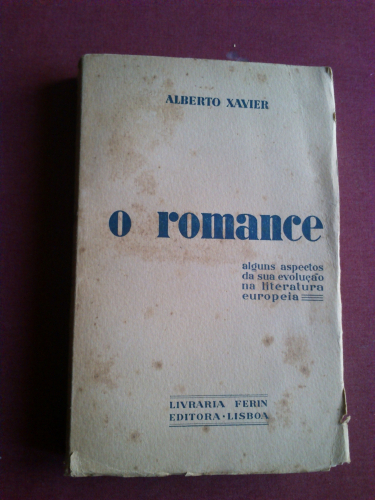 ALBERTO XAVIER
o romance
alguns aspectos
da sua evolução
na literatura
europeia
LIVRARIA FERIN
EDITORA · LISBOA